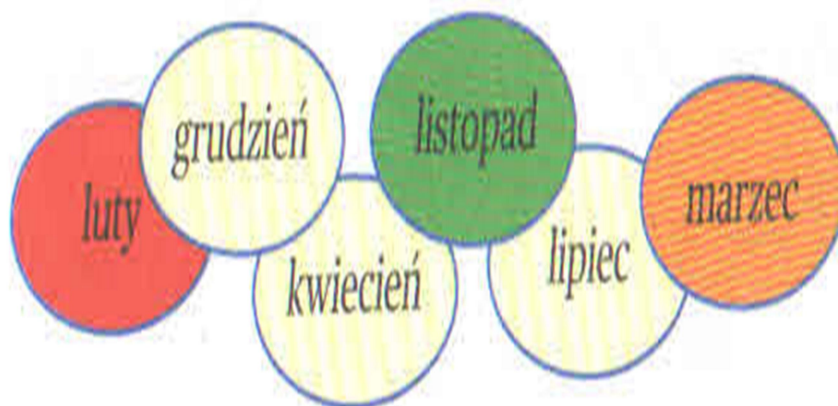 luty
grudzień
kwiecień
listopad
lipiec
marzec